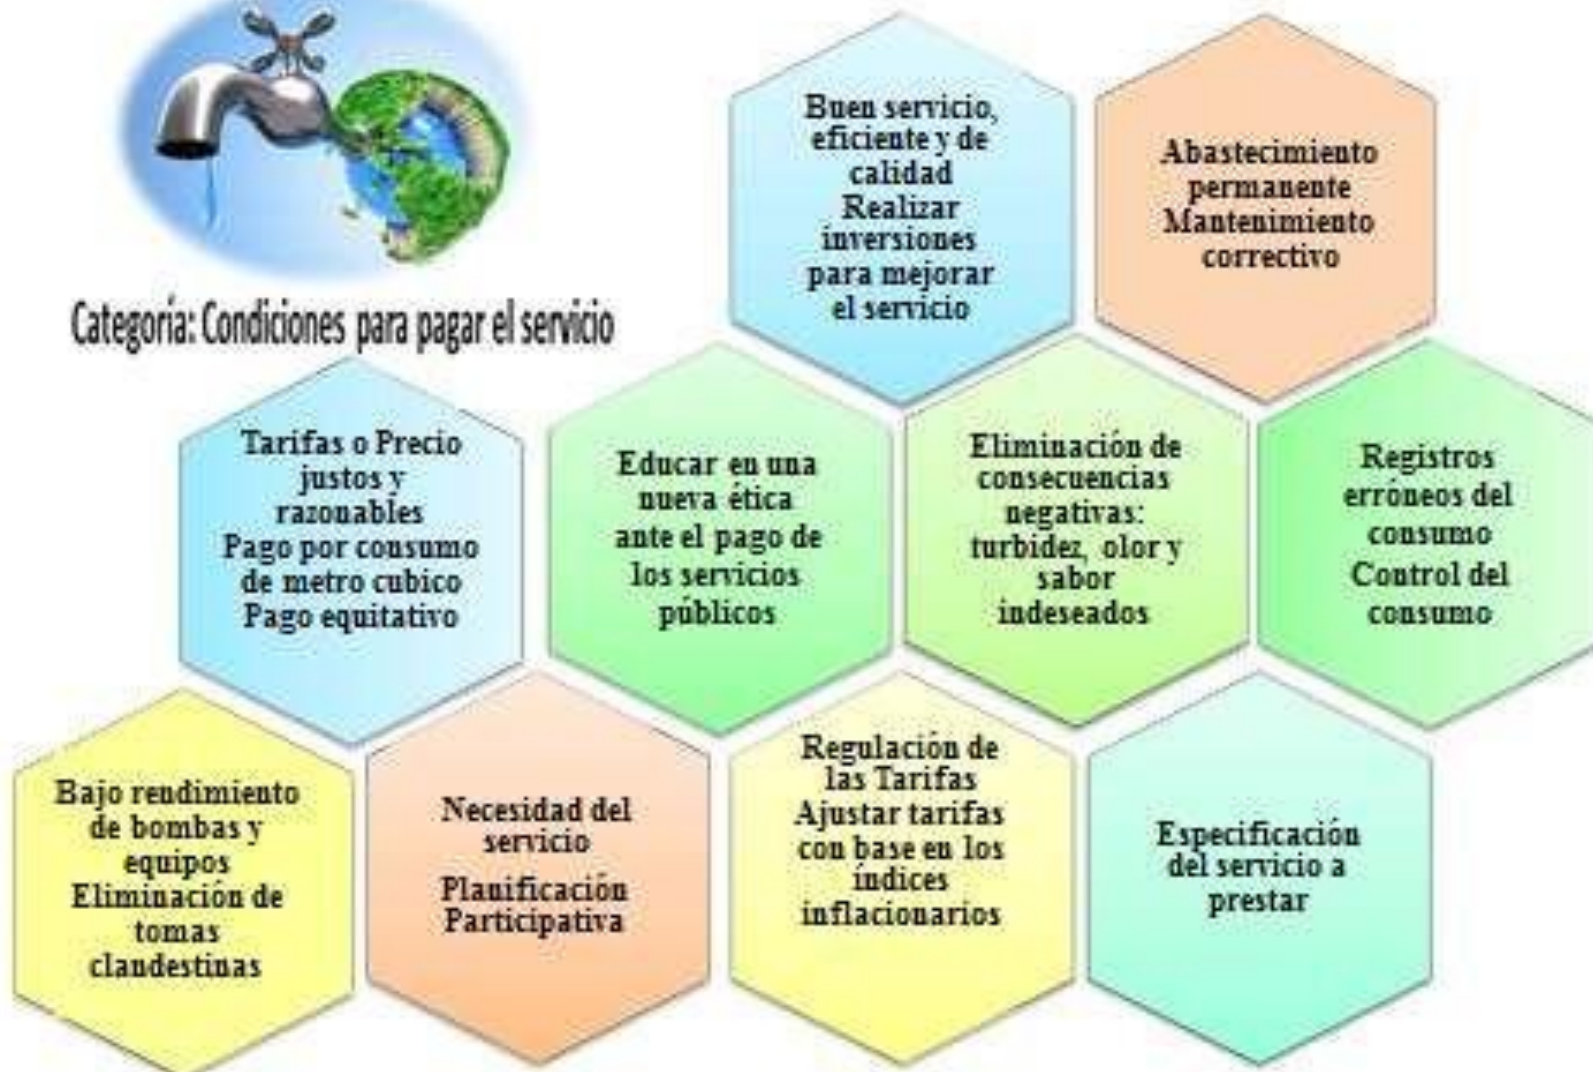 Categoría: Condiciones para pagar el servicio
Buen servicio,
eficiente y de
calidad
Realizar
inversiones
para mejorar
el servicio
Abastecimiento
permanente
Mantenimiento
correctivo
Tarifas o Precio
justos y
razonables
Pago por consumo
de metro cubico
Pago equitativo
Educar en una
nueva ética
ante el pago de
los servicios
públicos
Eliminación de
consecuencias
negativas:
turbidez, olor y
sabor
indeseados
Registros
erróneos del
consumo
Control del
consumo
Bajo rendimiento
de bombas y
equipos
Eliminación de
tomas
clandestinas
Necesidad del
servicio
Planificación
Participativa
Regulación de
las Tarifas
Ajustar tarifas
con base en los
índices
inflacionarios
Especificación
del servicio a
prestar